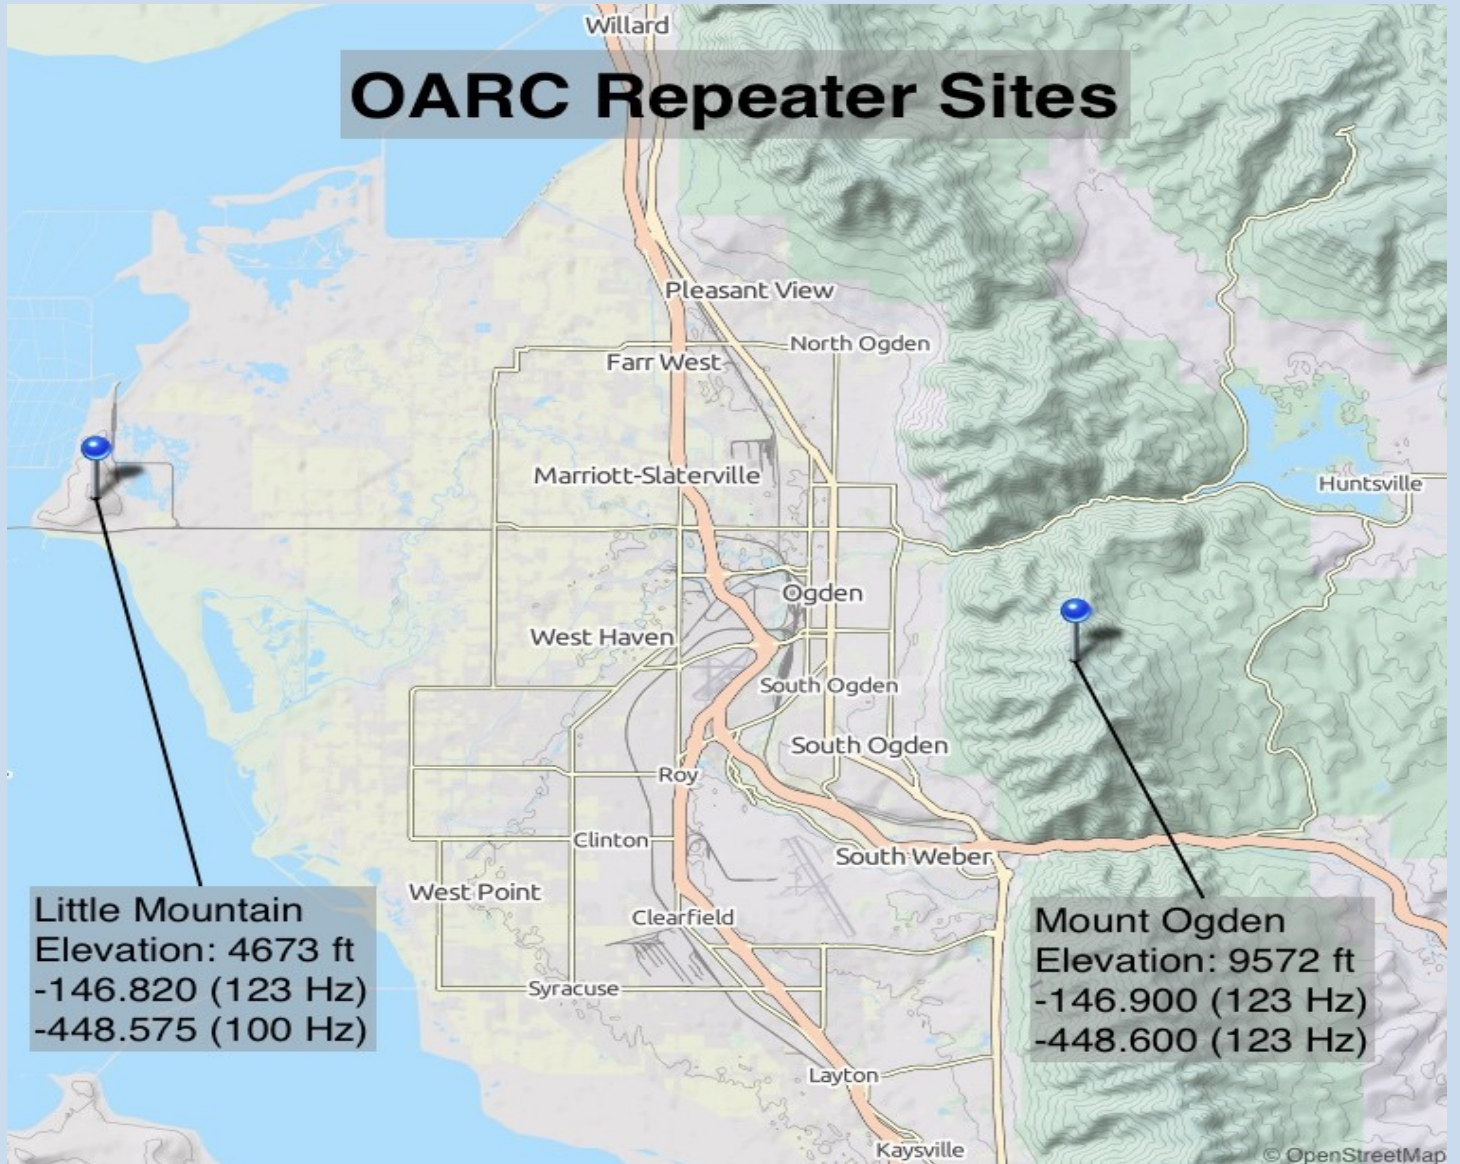 Willard
OARC Repeater Sites
Pleasant View
North Ogden
Farr West
Marriott-Slaterville
Huntsville
Ogden
West Haven
South Ogden
South Ogden
Roy
Clinton
South Weber
West Point
Clearfield
Little Mountain
Elevation: 4673 ft
-146.820 (123 Hz)
-448.575 (100 Hz)
Mount Ogden
Elevation: 9572 ft
-146.900 (123 Hz)
-448.600 (123 Hz)
Syracuse
Layton
Kaysville
© OpenStreetMap